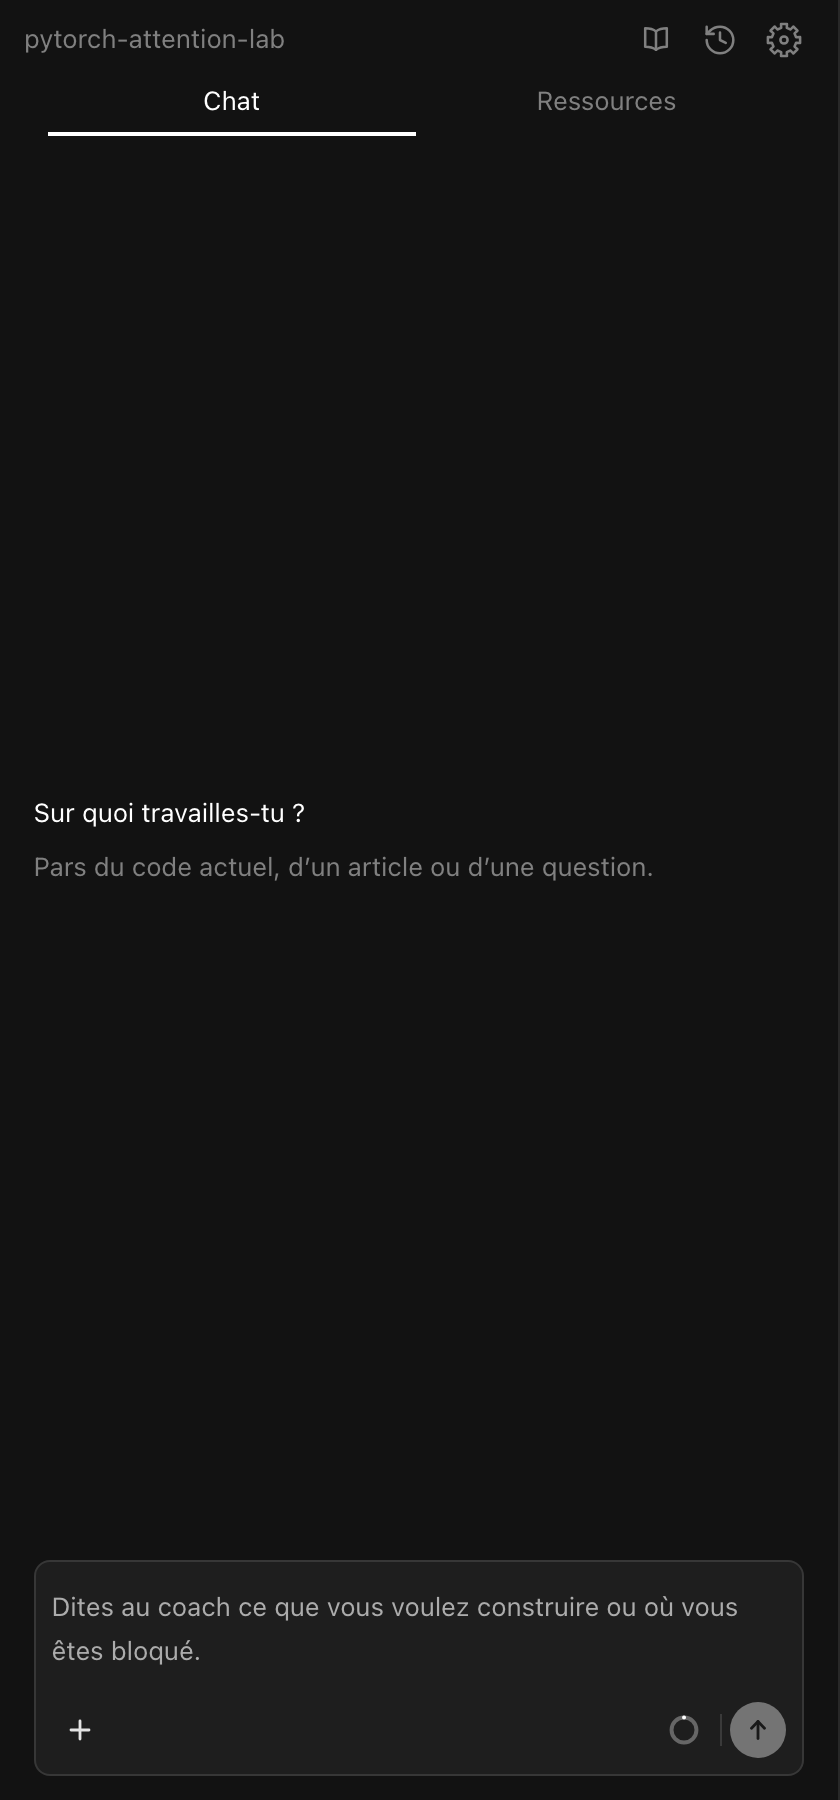 pytorch-attention-lab
Chat
Ressources
Sur quoi travailles-tu ?
Pars du code actuel, d’un article ou d’une question.
Dites au coach ce que vous voulez construire ou où vous
êtes bloqué.